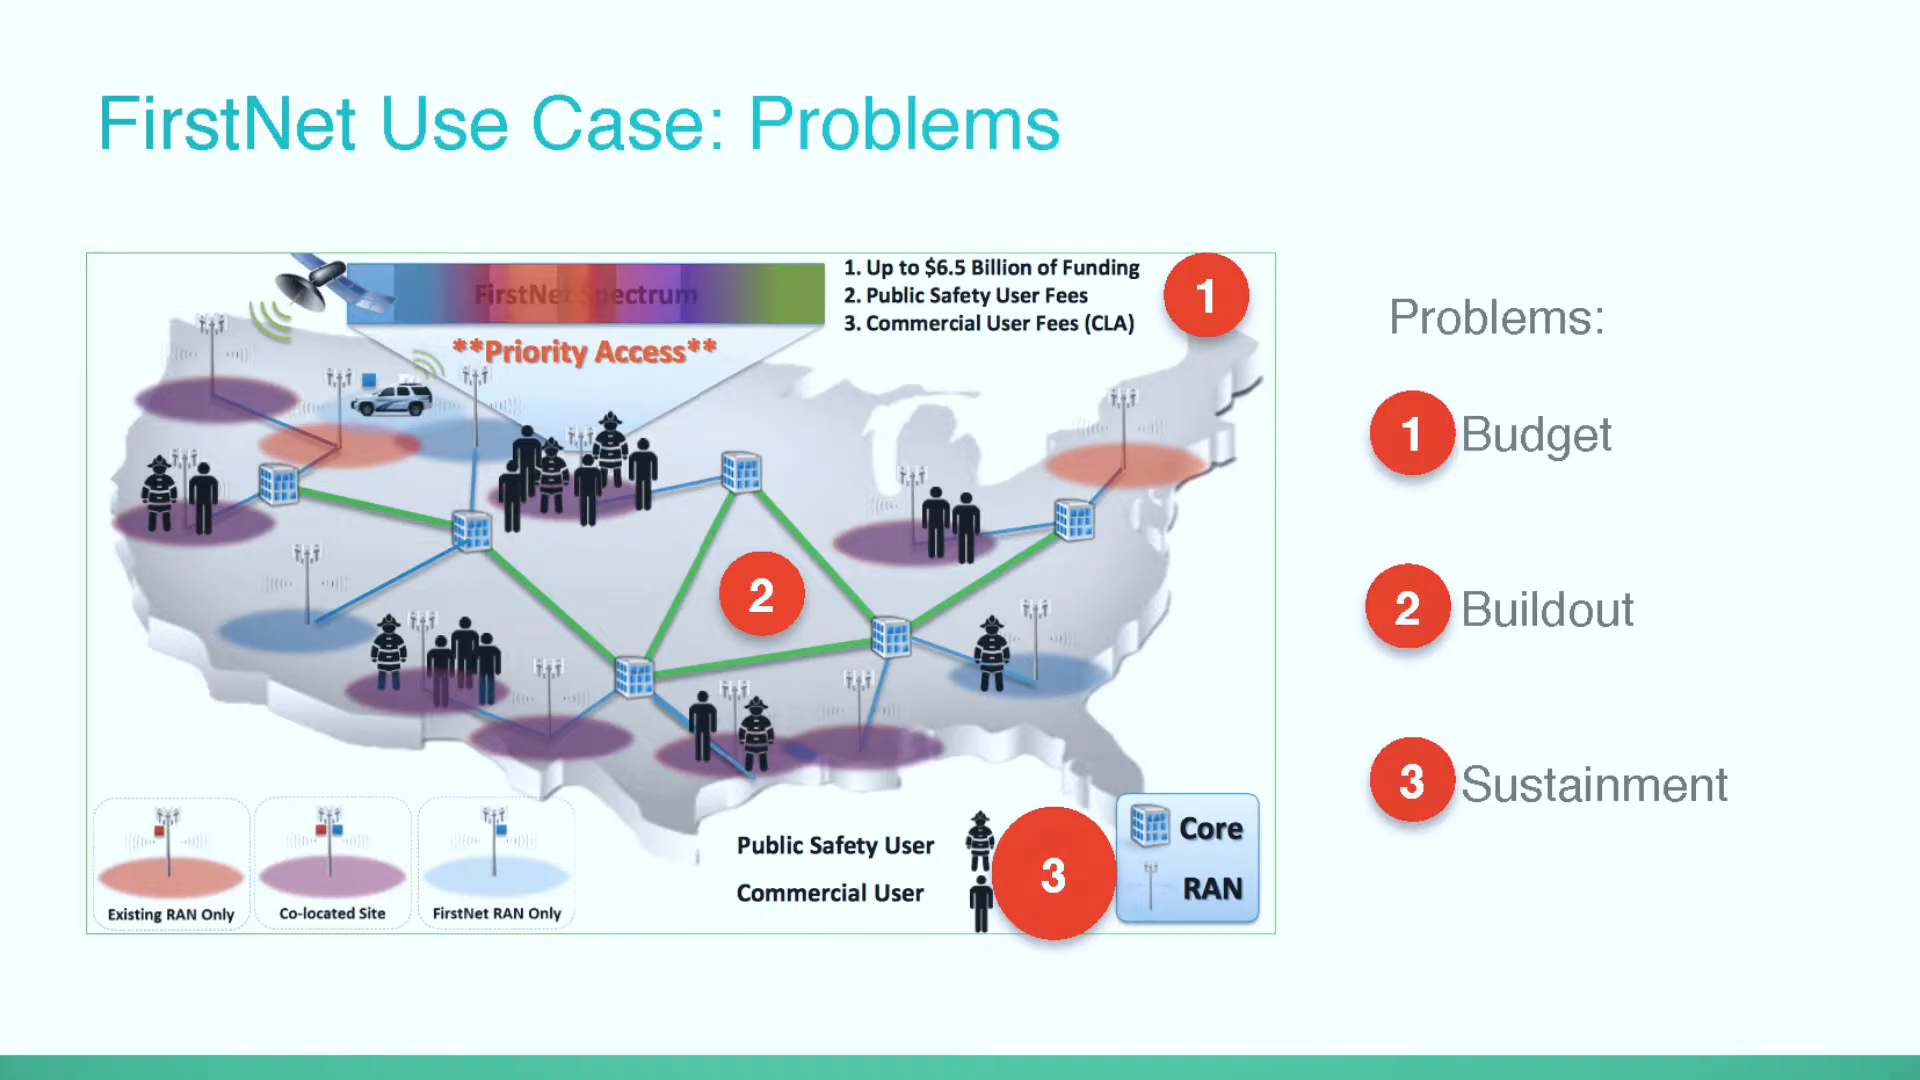 FirstNet Use Case: Problems
1. Up to $6.5 Billion of Funding
2. Public Safety User Fees
3. Commercial User Fees (CLA)
1
FirstNet Spectrum
**Priority Access**
2
Existing RAN Only
Co-located Site
FirstNet RAN Only
Public Safety User
Commercial User
3
Core
RAN
Problems:
1 Budget
2 Buildout
3 Sustainment